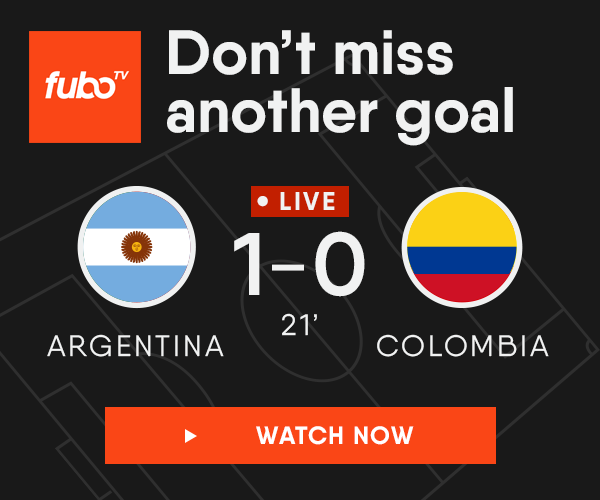 fuboTV
Don't miss
another goal
LIVE
1–0
21’
ARGENTINA
COLOMBIA
WATCH NOW